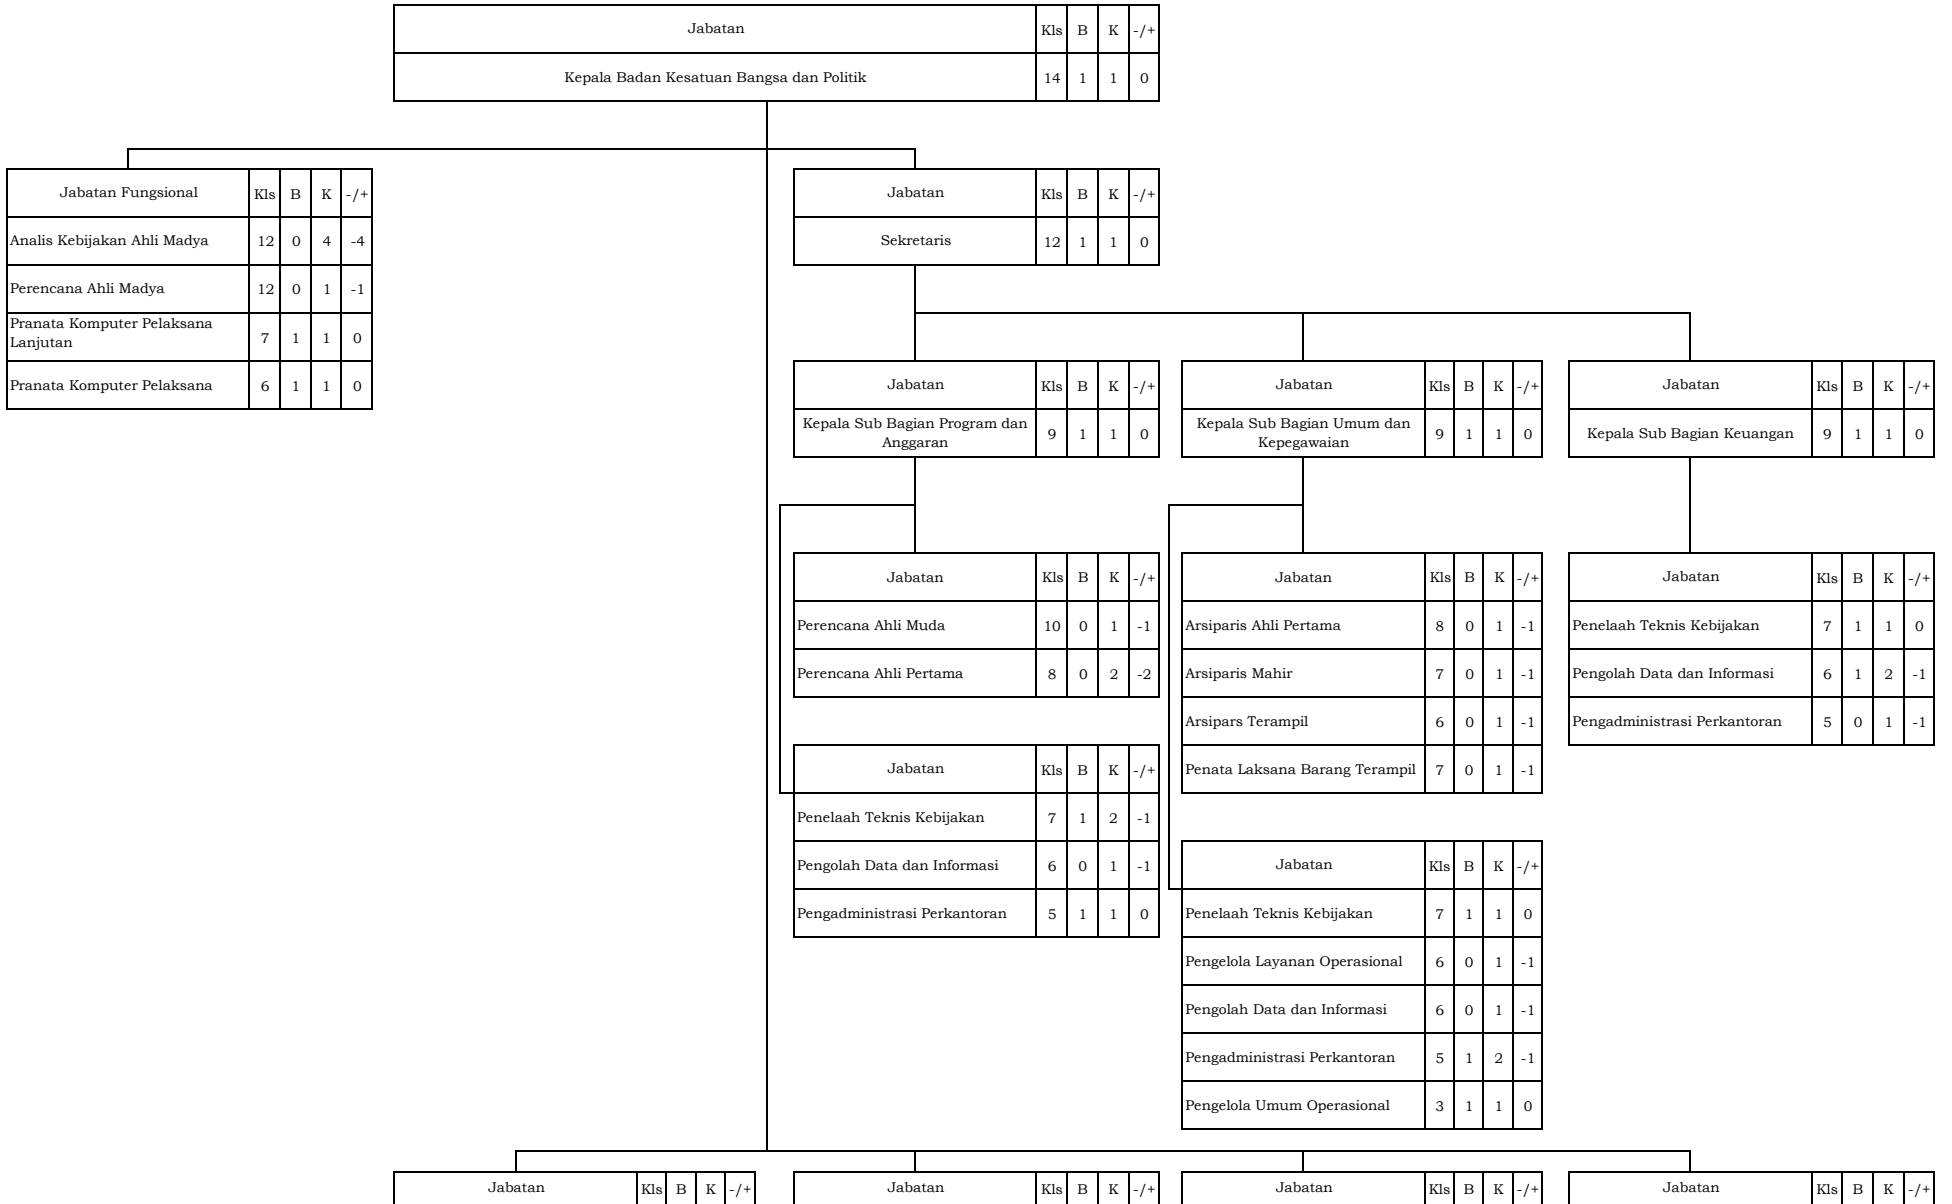 Jabatan Kls B K -/+
Kepala Badan Kesatuan Bangsa dan Politik 14 1 1 0
Jabatan Fungsional Kls B K -/+
Analis Kebijakan Ahli Madya 12 0 4 -4
Perencana Ahli Madya 12 0 1 -1
Pranata Komputer Pelaksana
Lanjutan 7 1 1 0
Pranata Komputer Pelaksana 6 1 1 0
Jabatan Kls B K -/+
Sekretaris 12 1 1 0
Jabatan Kls B K -/+
Kepala Sub Bagian Program dan
Anggaran 9 1 1 0
Jabatan Kls B K -/+
Kepala Sub Bagian Umum dan
Kepegawaian 9 1 1 0
Jabatan Kls B K -/+
Kepala Sub Bagian Keuangan 9 1 1 0
Jabatan Kls B K -/+
Perencana Ahli Muda 10 0 1 -1
Perencana Ahli Pertama 8 0 2 -2
Jabatan Kls B K -/+
Penelaah Teknis Kebijakan 7 1 2 -1
Pengolah Data dan Informasi 6 0 1 -1
Pengadministrasi Perkantoran 5 1 1 0
Jabatan Kls B K -/+
Arsiparis Ahli Pertama 8 0 1 -1
Arsiparis Mahir 7 0 1 -1
Arsipars Terampil 6 0 1 -1
Penata Laksana Barang Terampil 7 0 1 -1
Jabatan Kls B K -/+
Penelaah Teknis Kebijakan 7 1 1 0
Pengelola Layanan Operasional 6 0 1 -1
Pengolah Data dan Informasi 6 0 1 -1
Pengadministrasi Perkantoran 5 1 2 -1
Pengelola Umum Operasional 3 1 1 0
Jabatan Kls B K -/+
Penelaah Teknis Kebijakan 7 1 1 0
Pengolah Data dan Informasi 6 1 2 -1
Pengadministrasi Perkantoran 5 0 1 -1
Jabatan Kls B K -/+
Jabatan Kls B K -/+
Jabatan Kls B K -/+
Jabatan Kls B K -/+